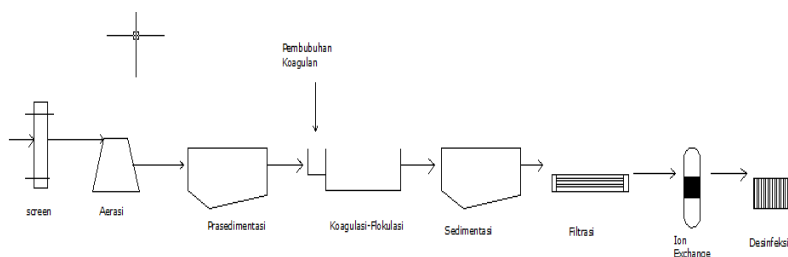 Pembubuhan
Koagulan
screen
Aerasi
Prasedimentasi
Koagulasi-Flokulasi
Sedimentasi
Filtrasi
Ion
Exchange
Desinfeksi